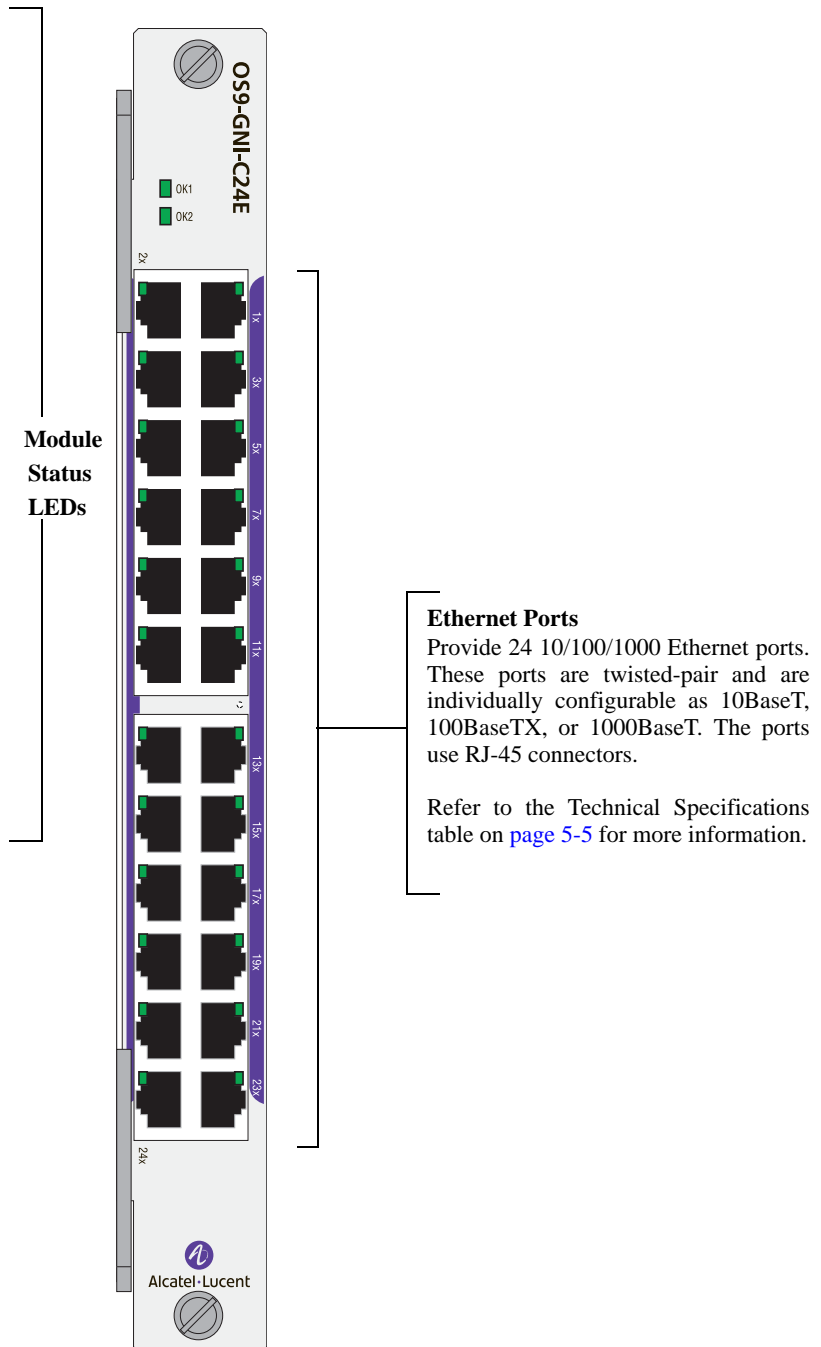 OS9-GNI-C24E
OK1
OK2
2x
1x
3x
5x
7x
9x
11x
13x
15x
17x
19x
21x
23x
24x
Alcatel·Lucent
Module
Status
LEDs
Ethernet Ports
Provide 24 10/100/1000 Ethernet ports.
These ports are twisted-pair and are
individually configurable as 10BaseT,
100BaseTX, or 1000BaseT. The ports
use RJ-45 connectors.
Refer to the Technical Specifications
table on page 5-5 for more information.